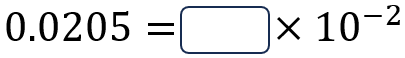 0.0205 = □ × 10⁻²